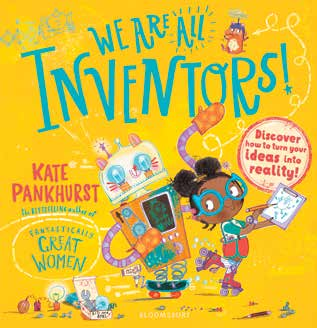 WE ARE All
INVENTORS!
Discover
how to turn your
ideas into
reality!
KATE
PANKHURST
The BESTSELLING author of
FANTASTICALLY
GREAT
WOMEN
BLOOMSBURY